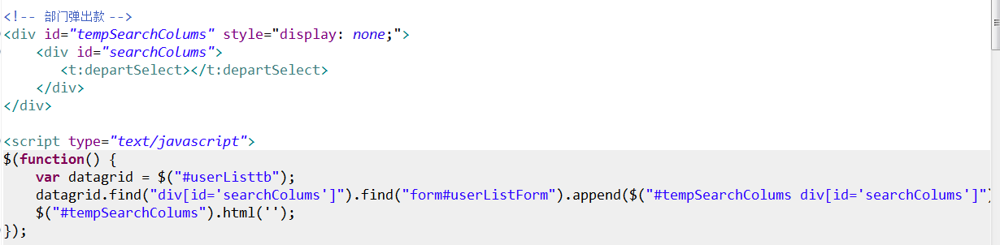 <!-- 部门弹出款 -->
<div id="tempSearchColums" style="display: none;">
    <div id="searchColums">
       <t:departSelect></t:departSelect>
    </div>
</div>
<script type="text/javascript">
$(function() {
    var datagrid = $("#userListtb");
    datagrid.find("div[id='searchColums']").find("form#userListForm").append($("#tempSearchColums div[id='searchColums']")
    $("#tempSearchColums").html('');
});